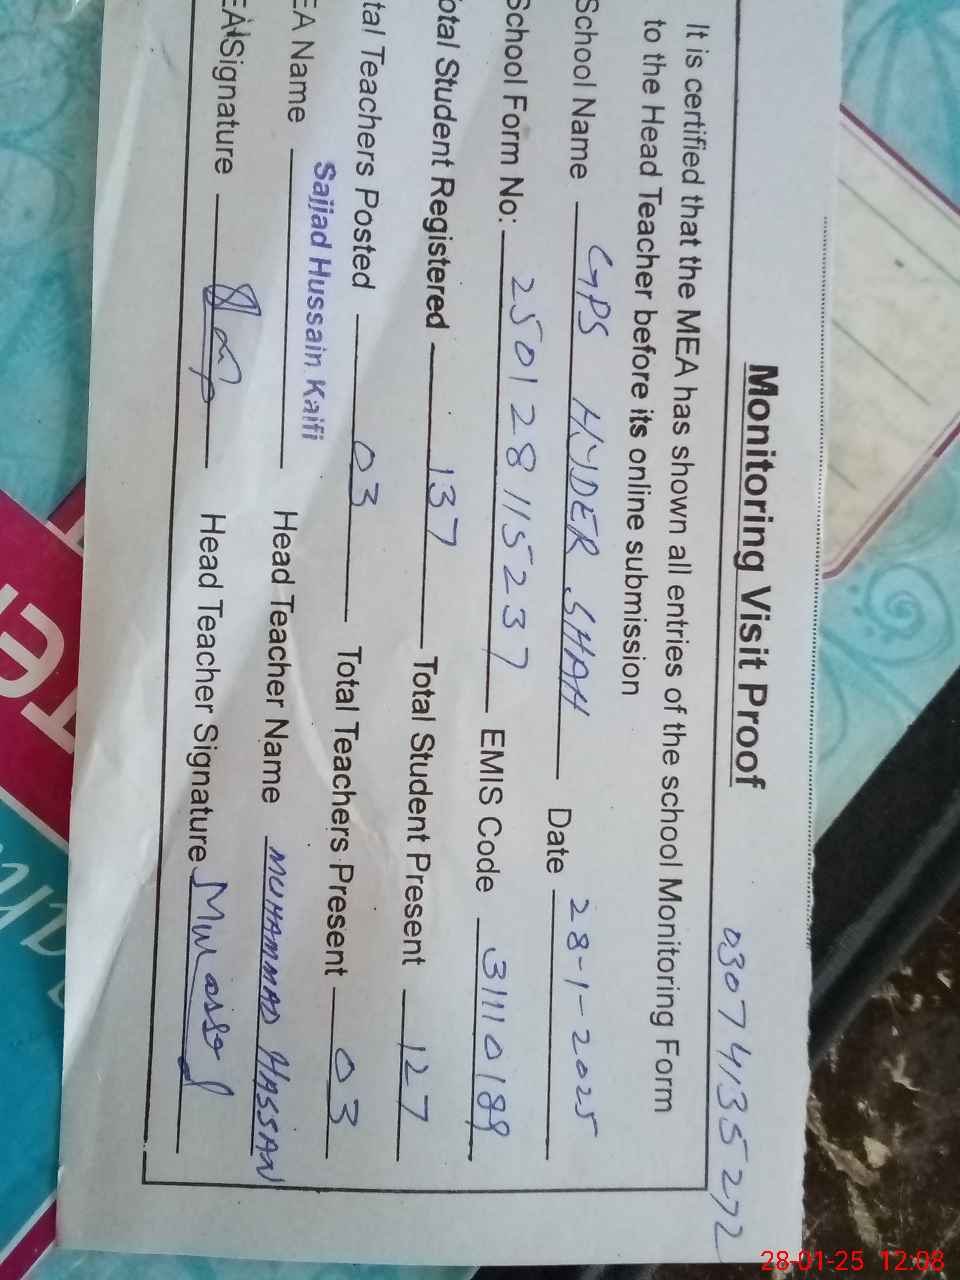 Monitoring Visit Proof
03074135272
It is certified that the MEA has shown all entries of the school Monitoring Form
to the Head Teacher before its online submission
School Name GPS HYDER SHAH Date 28-1-2025
School Form No: 250128115237 EMIS Code 31110189
otal Student Registered 137 Total Student Present 127
tal Teachers Posted 03 Total Teachers Present 03
EA Name Sajjad Hussain Kaifi Head Teacher Name MUHAMMAD HASSAN
EA Signature Head Teacher Signature
28-01-25 12:08